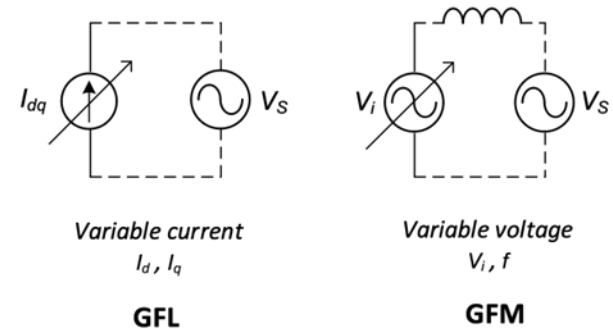 I_dq
V_S
V_i
V_S
Variable current
I_d , I_q
GFL
Variable voltage
V_i , f
GFM